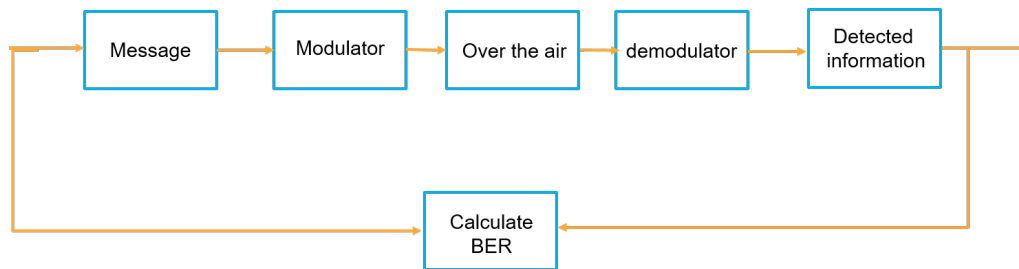 Message
Modulator
Over the air
demodulator
Detected
information
Calculate
BER